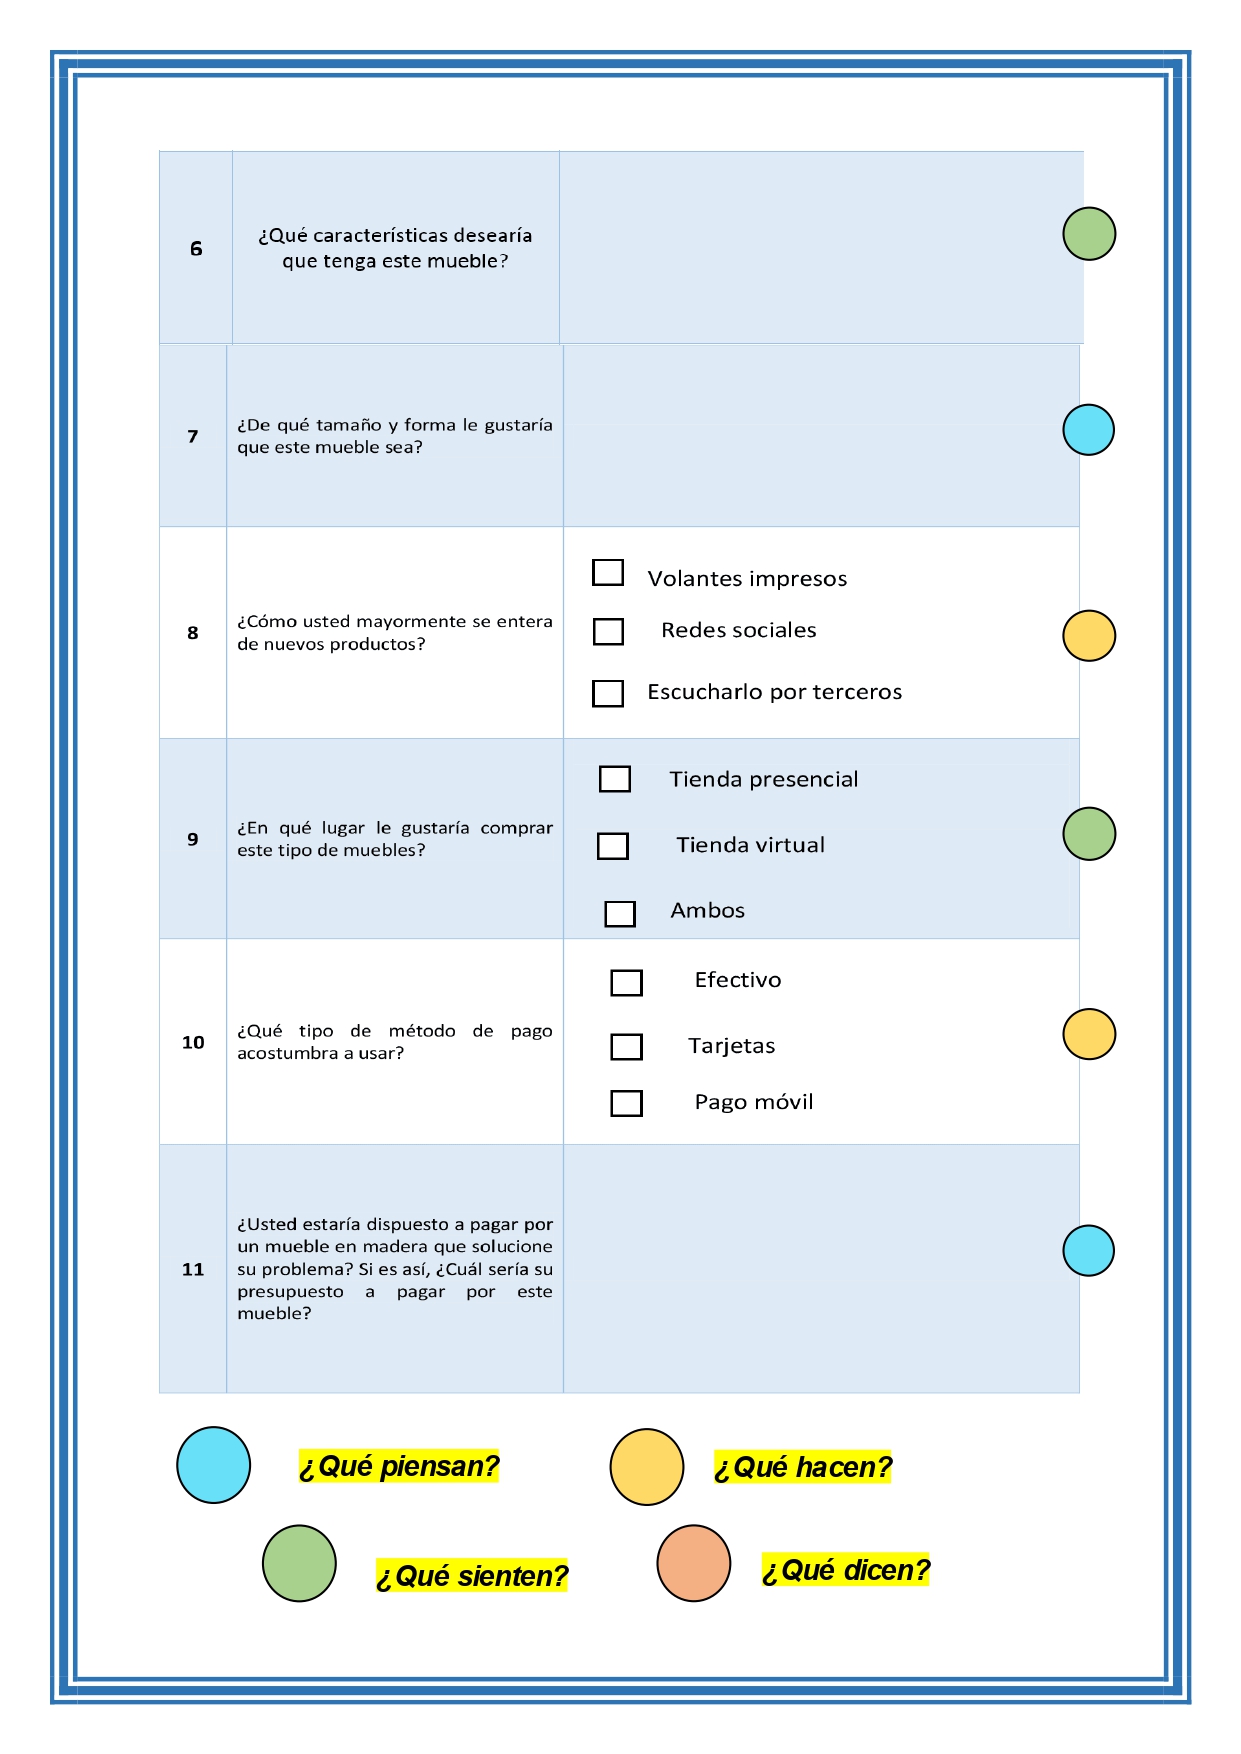 6
¿Qué características desearía
que tenga este mueble?
7
¿De qué tamaño y forma le gustaría
que este mueble sea?
8
¿Cómo usted mayormente se entera
de nuevos productos?
Volantes impresos
Redes sociales
Escucharlo por terceros
9
¿En qué lugar le gustaría comprar
este tipo de muebles?
Tienda presencial
Tienda virtual
Ambos
10
¿Qué tipo de método de pago
acostumbra a usar?
Efectivo
Tarjetas
Pago móvil
11
¿Usted estaría dispuesto a pagar por
un mueble en madera que solucione
su problema? Si es así, ¿Cuál sería su
presupuesto a pagar por este
mueble?
¿Qué piensan?
¿Qué hacen?
¿Qué sienten?
¿Qué dicen?